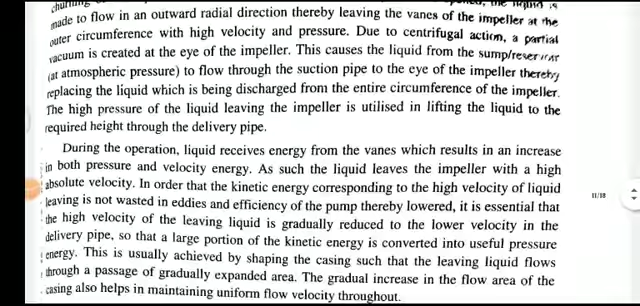 churning
made to flow in an outward radial direction thereby leaving the vanes of the impeller at the
outer circumference with high velocity and pressure. Due to centrifugal action, a partial
vacuum is created at the eye of the impeller. This causes the liquid from the sump/reservoir
(at atmospheric pressure) to flow through the suction pipe to the eye of the impeller thereby
replacing the liquid which is being discharged from the entire circumference of the impeller.
The high pressure of the liquid leaving the impeller is utilised in lifting the liquid to the
required height through the delivery pipe.
During the operation, liquid receives energy from the vanes which results in an increase
in both pressure and velocity energy. As such the liquid leaves the impeller with a high
absolute velocity. In order that the kinetic energy corresponding to the high velocity of liquid
leaving is not wasted in eddies and efficiency of the pump thereby lowered, it is essential that
the high velocity of the leaving liquid is gradually reduced to the lower velocity in the
delivery pipe, so that a large portion of the kinetic energy is converted into useful pressure
energy. This is usually achieved by shaping the casing such that the leaving liquid flows
through a passage of gradually expanded area. The gradual increase in the flow area of the
casing also helps in maintaining uniform flow velocity throughout.
11/18